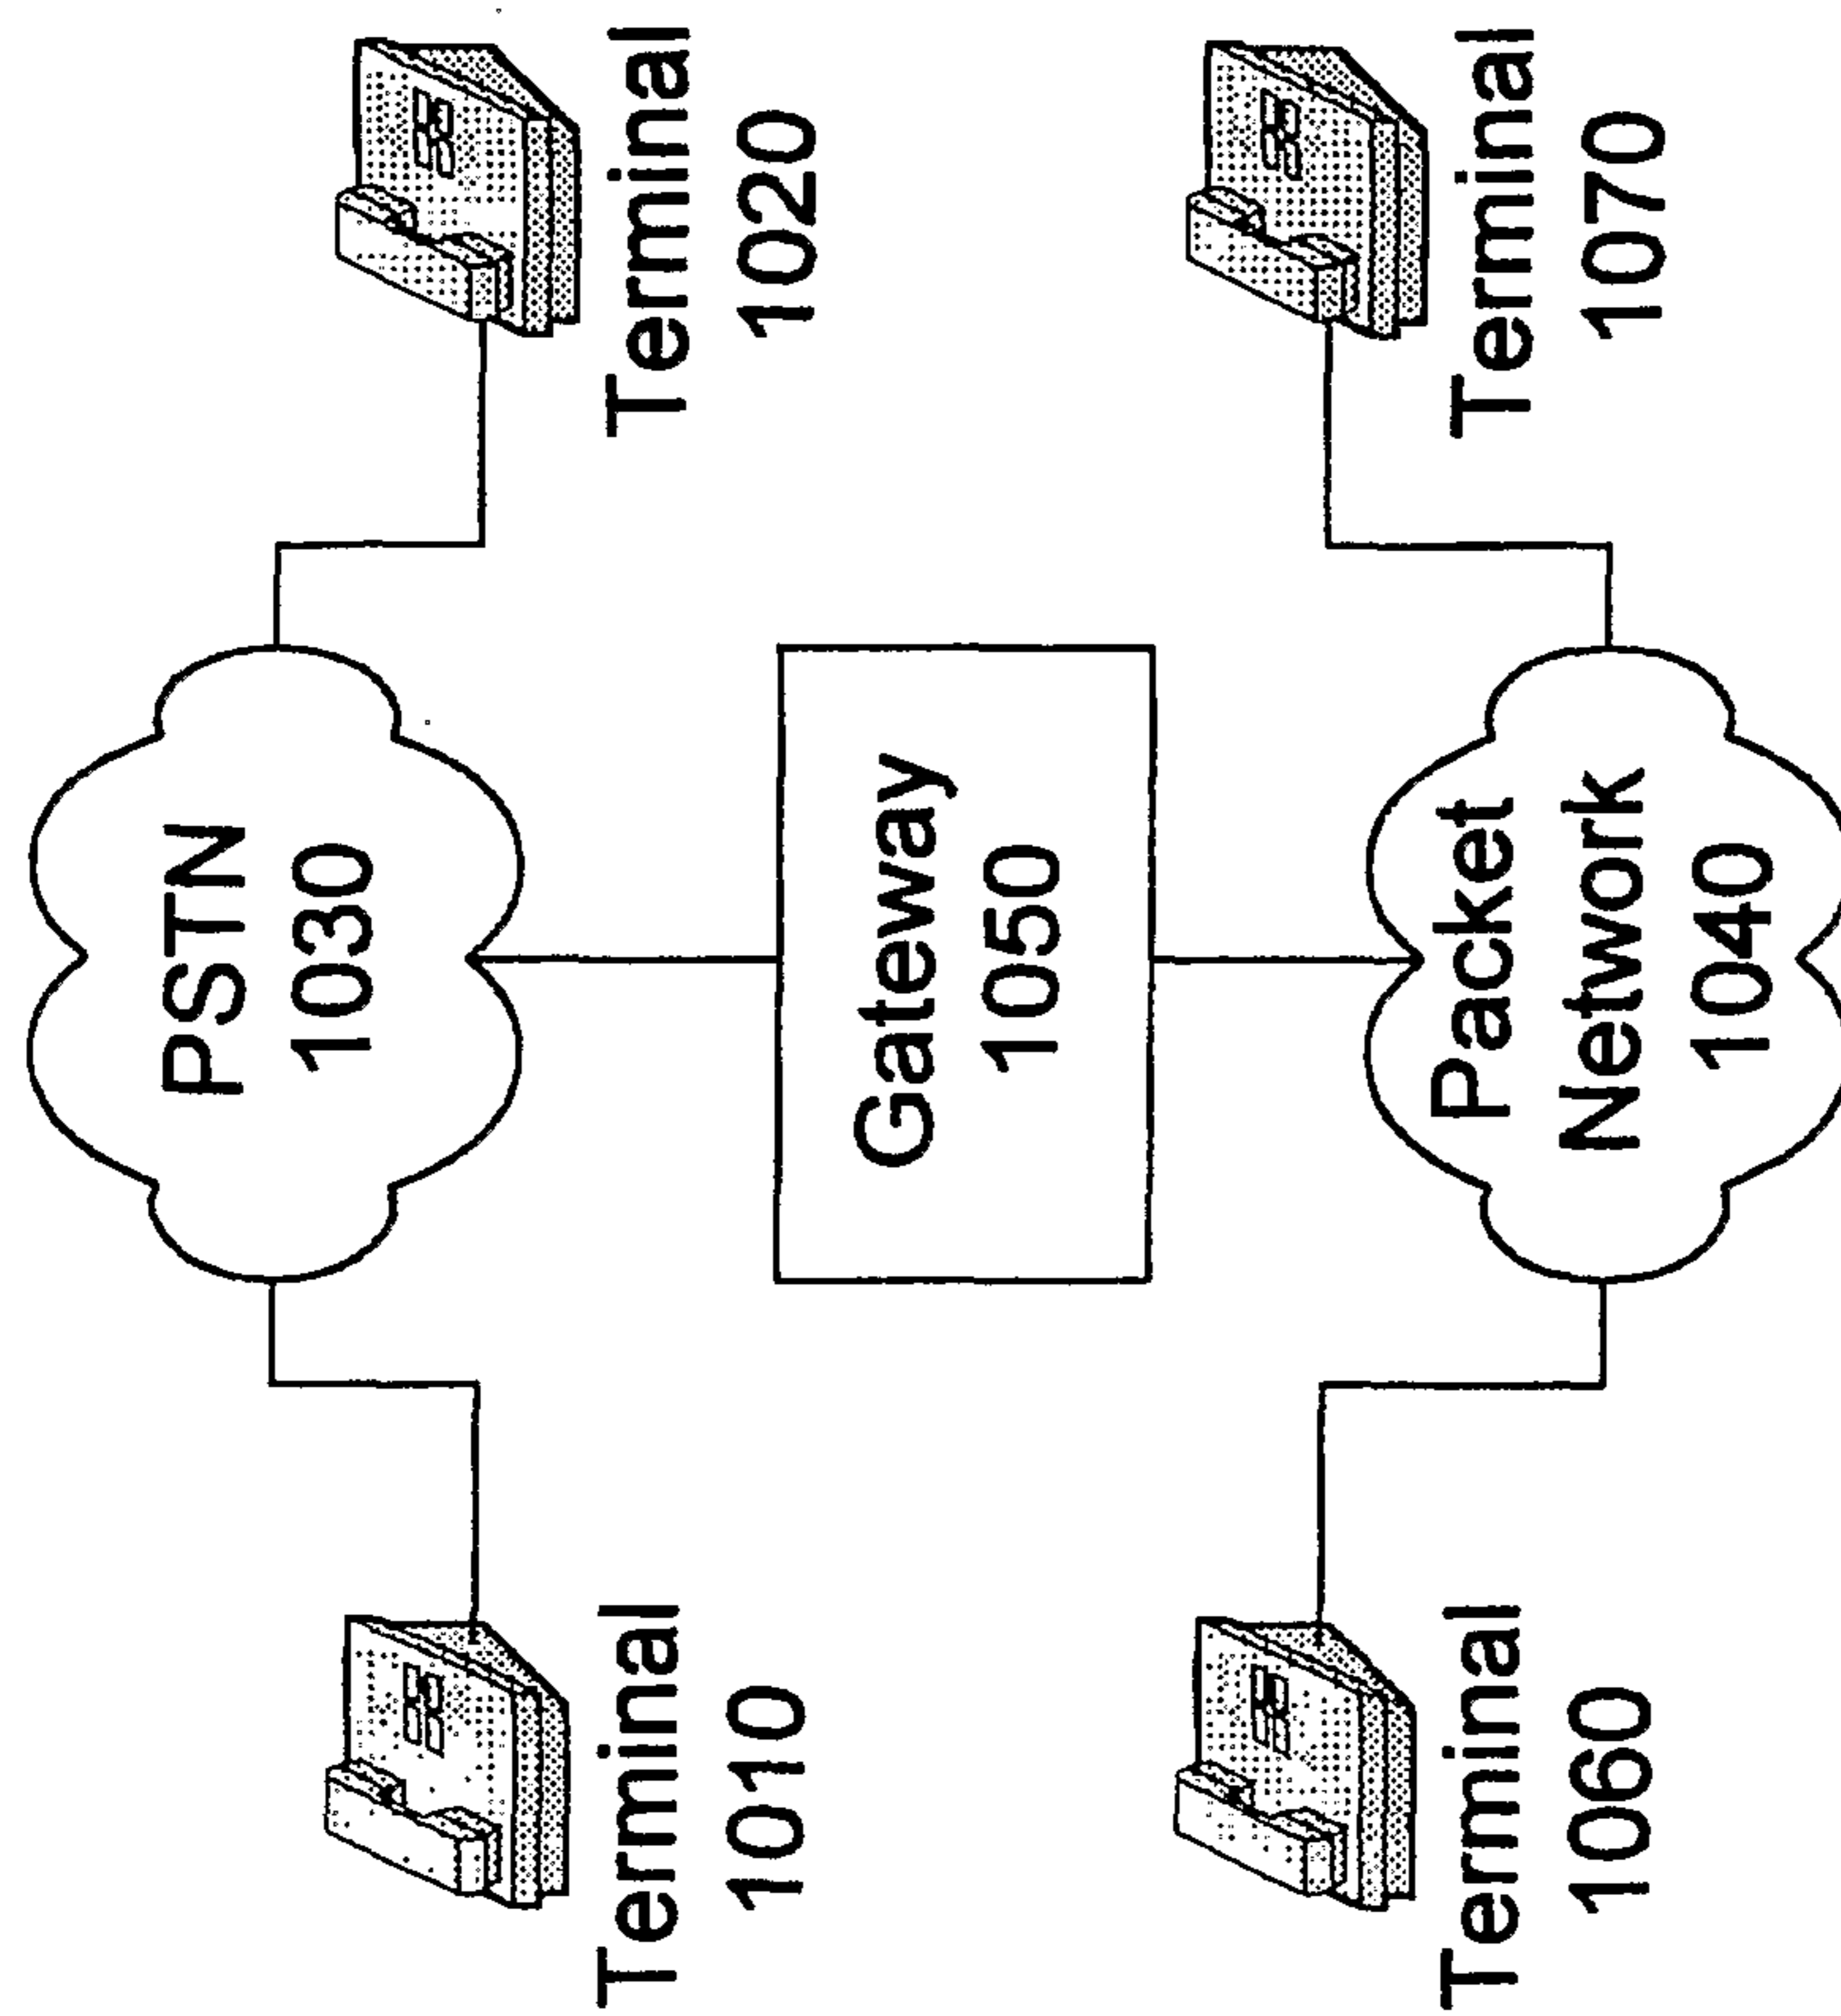 PSTN
1030
Terminal
1010
Terminal
1020
Gateway
1050
Packet
Network
1040
Terminal
1060
Terminal
1070